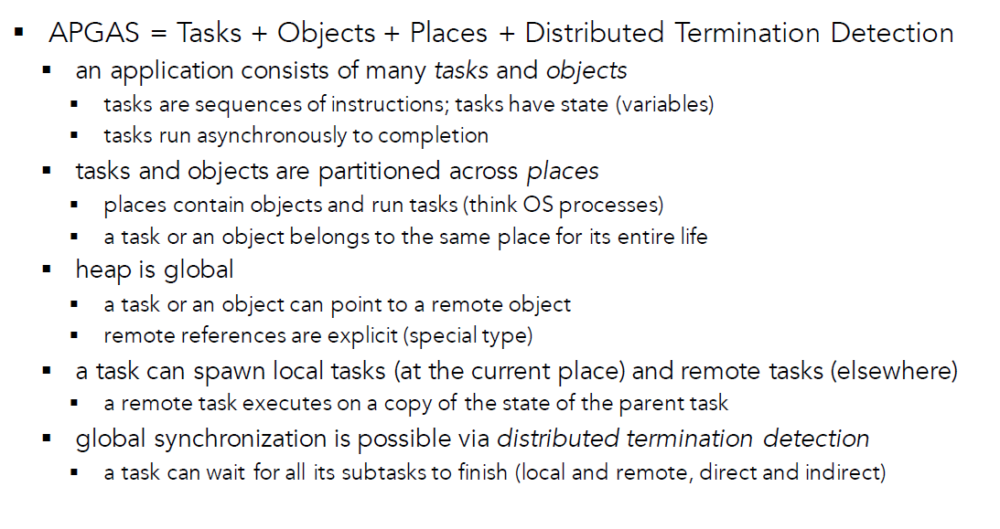 APGAS = Tasks + Objects + Places + Distributed Termination Detection
an application consists of many tasks and objects
tasks are sequences of instructions; tasks have state (variables)
tasks run asynchronously to completion
tasks and objects are partitioned across places
places contain objects and run tasks (think OS processes)
a task or an object belongs to the same place for its entire life
heap is global
a task or an object can point to a remote object
remote references are explicit (special type)
a task can spawn local tasks (at the current place) and remote tasks (elsewhere)
a remote task executes on a copy of the state of the parent task
global synchronization is possible via distributed termination detection
a task can wait for all its subtasks to finish (local and remote, direct and indirect)